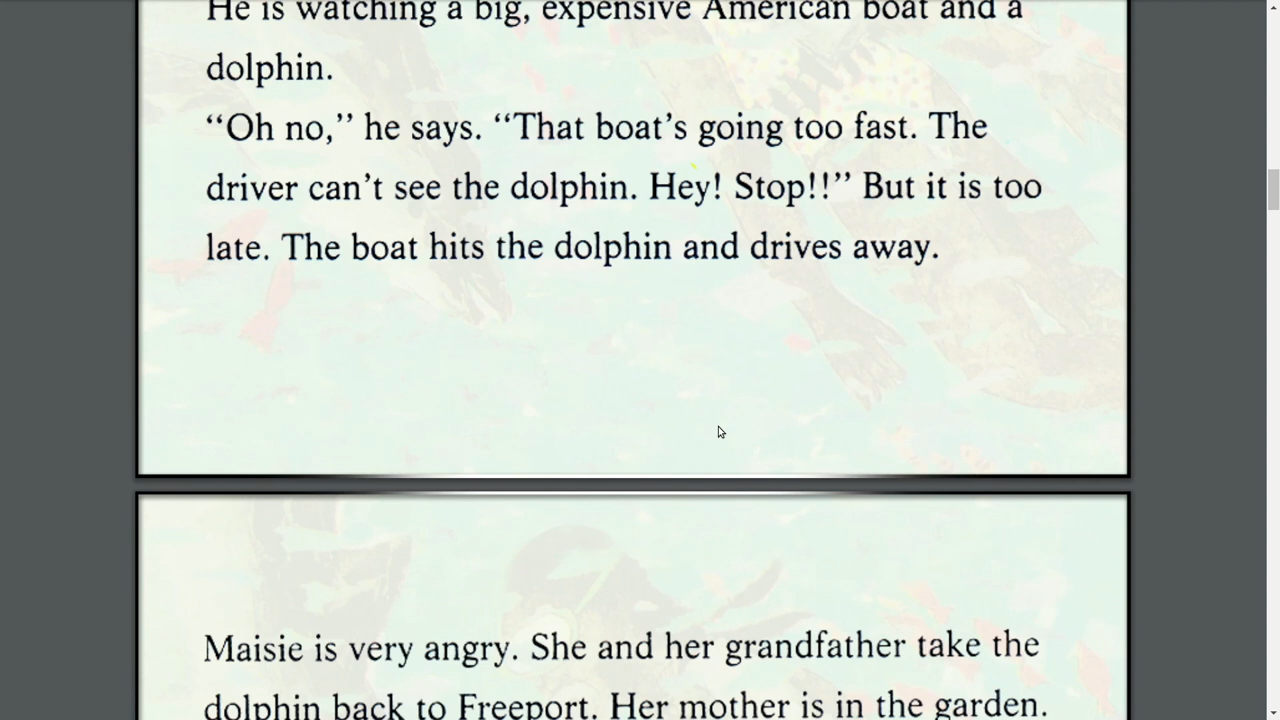 He is watching a big, expensive American boat and a
dolphin.
“Oh no,” he says. “That boat’s going too fast. The
driver can’t see the dolphin. Hey! Stop!!” But it is too
late. The boat hits the dolphin and drives away.
Maisie is very angry. She and her grandfather take the
dolphin back to Freeport. Her mother is in the garden.